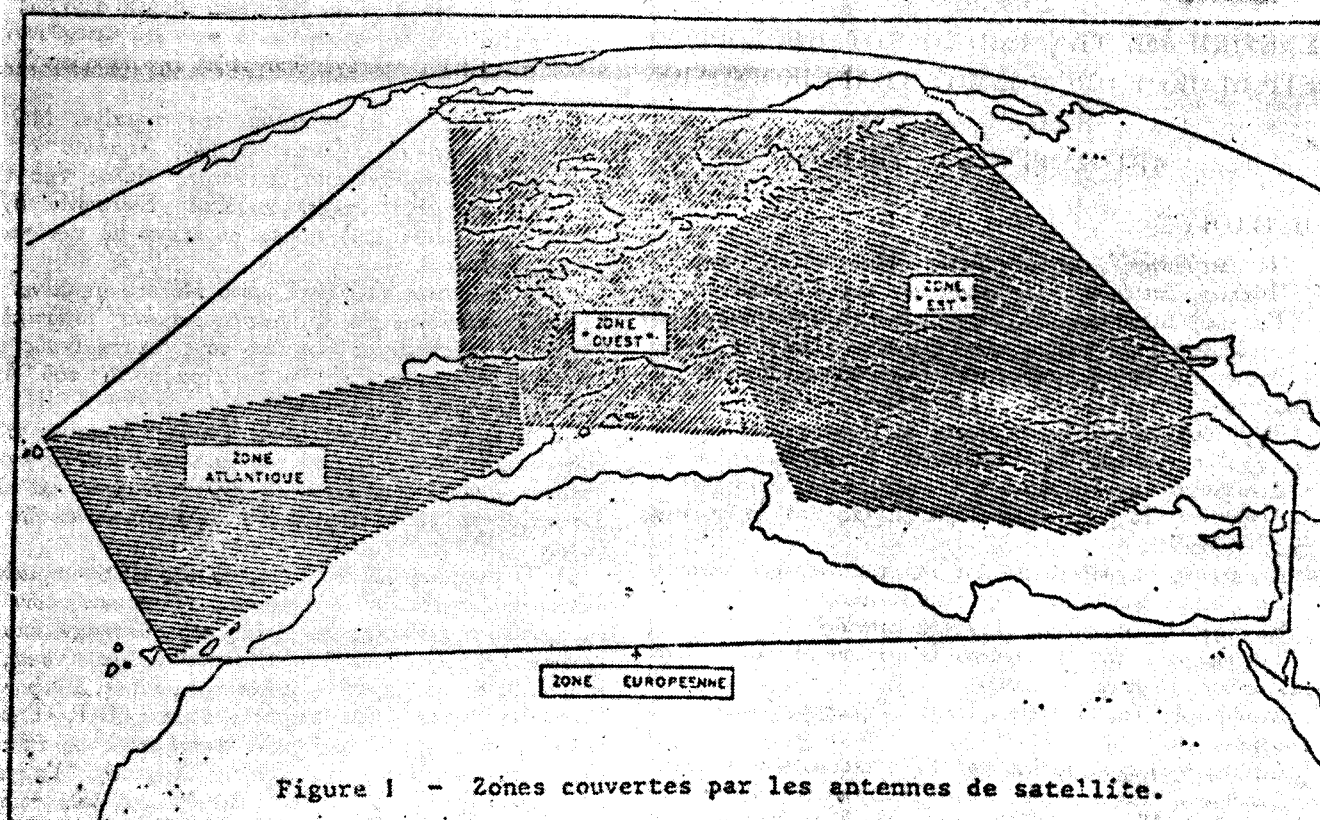 ZONE
"EST"
ZONE
"OUEST"
ZONE
ATLANTIQUE
ZONE EUROPEENNE
Figure 1 - Zones couvertes par les antennes de satellite.